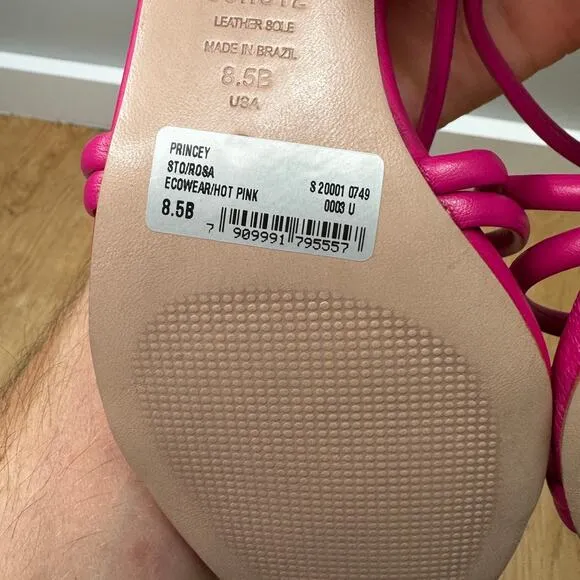 LEATHER SOLE
MADE IN BRAZIL
8.5B
USA
PRINCEY
STO/ROSA
ECOWEAR/HOT PINK
S 20001 0749
0003 U
8.5B
7 909991 795557